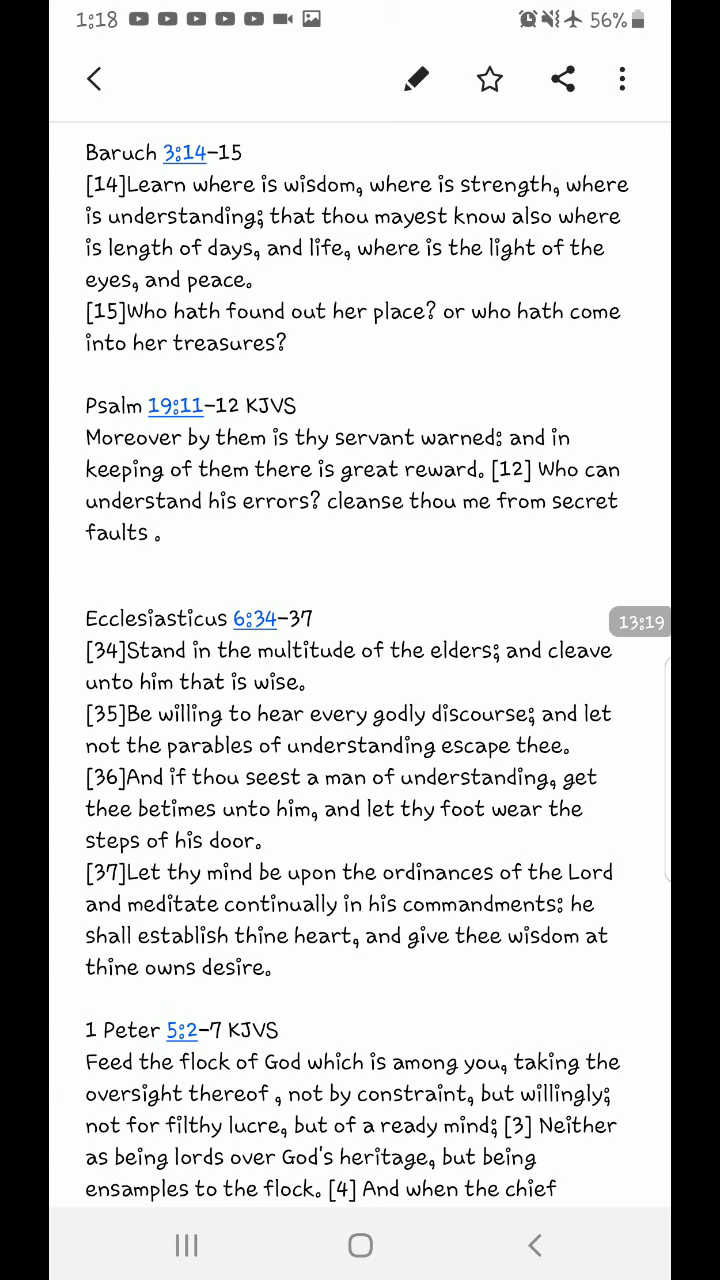 1:18
56%
Baruch 3:14-15
[14]Learn where is wisdom, where is strength, where
is understanding; that thou mayest know also where
is length of days, and life, where is the light of the
eyes, and peace.
[15]Who hath found out her place? or who hath come
into her treasures?
Psalm 19:11-12 KJVS
Moreover by them is thy servant warned: and in
keeping of them there is great reward. [12] Who can
understand his errors? cleanse thou me from secret
faults .
Ecclesiasticus 6:34-37
13:19
[34]Stand in the multitude of the elders; and cleave
unto him that is wise.
[35]Be willing to hear every godly discourse; and let
not the parables of understanding escape thee.
[36]And if thou seest a man of understanding, get
thee betimes unto him, and let thy foot wear the
steps of his door.
[37]Let thy mind be upon the ordinances of the Lord
and meditate continually in his commandments: he
shall establish thine heart, and give thee wisdom at
thine owns desire.
1 Peter 5:2-7 KJVS
Feed the flock of God which is among you, taking the
oversight thereof , not by constraint, but willingly;
not for filthy lucre, but of a ready mind; [3] Neither
as being lords over God's heritage, but being
ensamples to the flock. [4] And when the chief